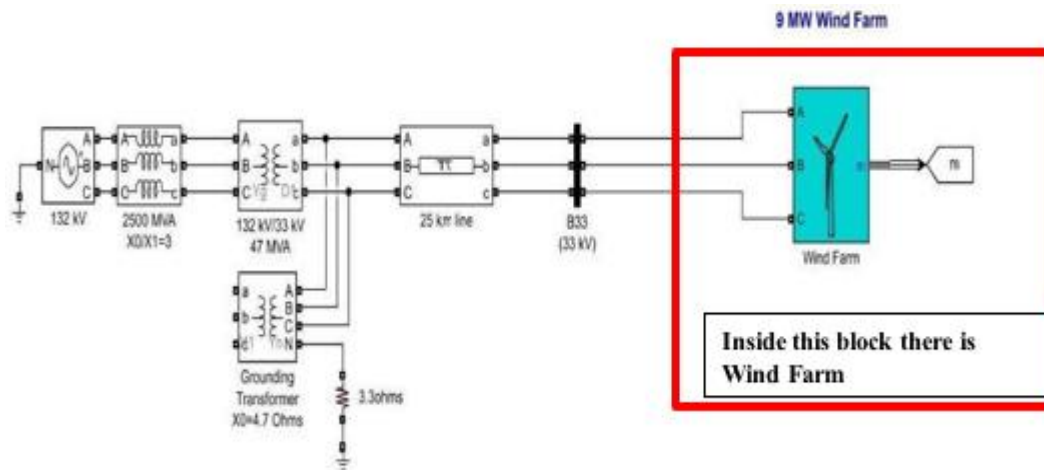 9 MW Wind Farm
N
A
B
C
132 kV
A
B
C
a
b
c
2500 MVA
X0/X1=3
A
B
C
a
b
c
132 kV/33 kV
47 MVA
A
B
C
a
b
c
25 km line
B33
(33 kV)
A
B
C
m
Wind Farm
m
a
b
A
B
C
N
Grounding
Transformer
X0=4.7 Ohms
3.3ohms
Inside this block there is
Wind Farm